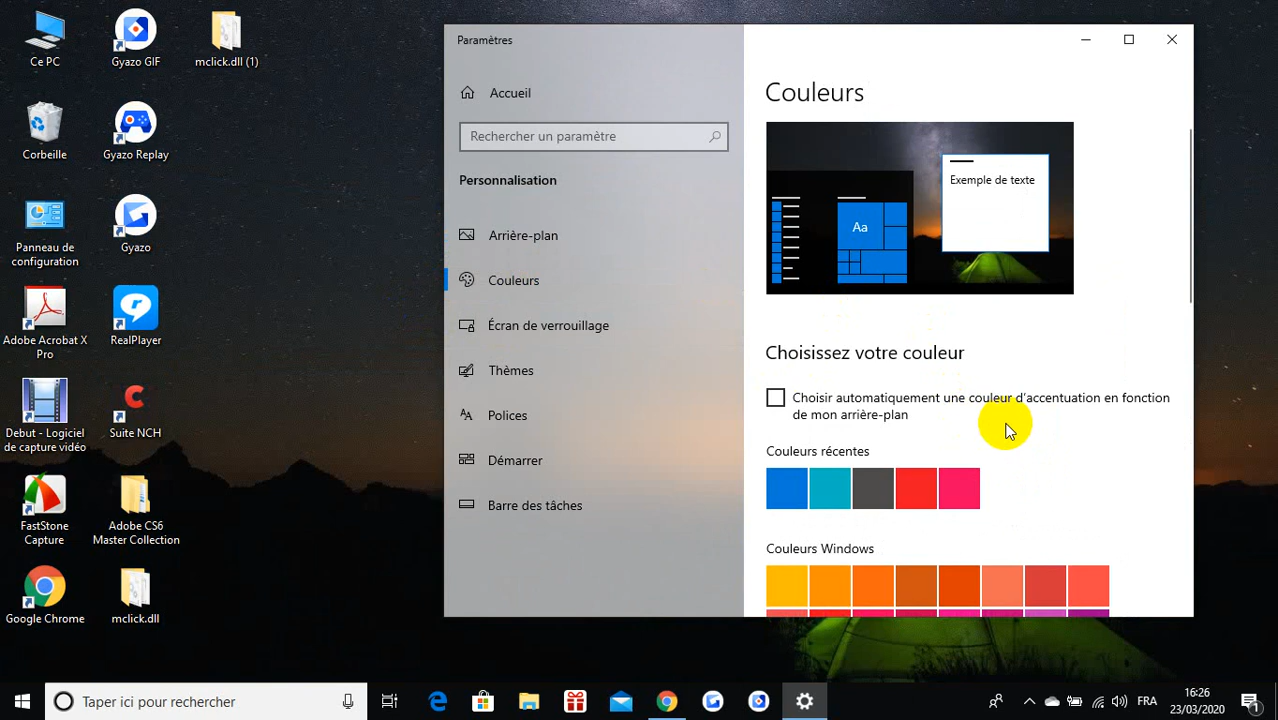 Ce PC
Gyazo GIF
mclick.dll (1)
Corbeille
Gyazo Replay
Panneau de
configuration
Gyazo
Adobe Acrobat X
Pro
RealPlayer
Debut - Logiciel
de capture vidéo
Suite NCH
FastStone
Capture
Adobe CS6
Master Collection
Google Chrome
mclick.dll
Paramètres
Accueil
Rechercher un paramètre
Personnalisation
Arrière-plan
Couleurs
Écran de verrouillage
Thèmes
Polices
Démarrer
Barre des tâches
Couleurs
Exemple de texte
Aa
Choisissez votre couleur
Choisir automatiquement une couleur d'accentuation en fonction
de mon arrière-plan
Couleurs récentes
Couleurs Windows
Taper ici pour rechercher
FRA
16:26
23/03/2020
1